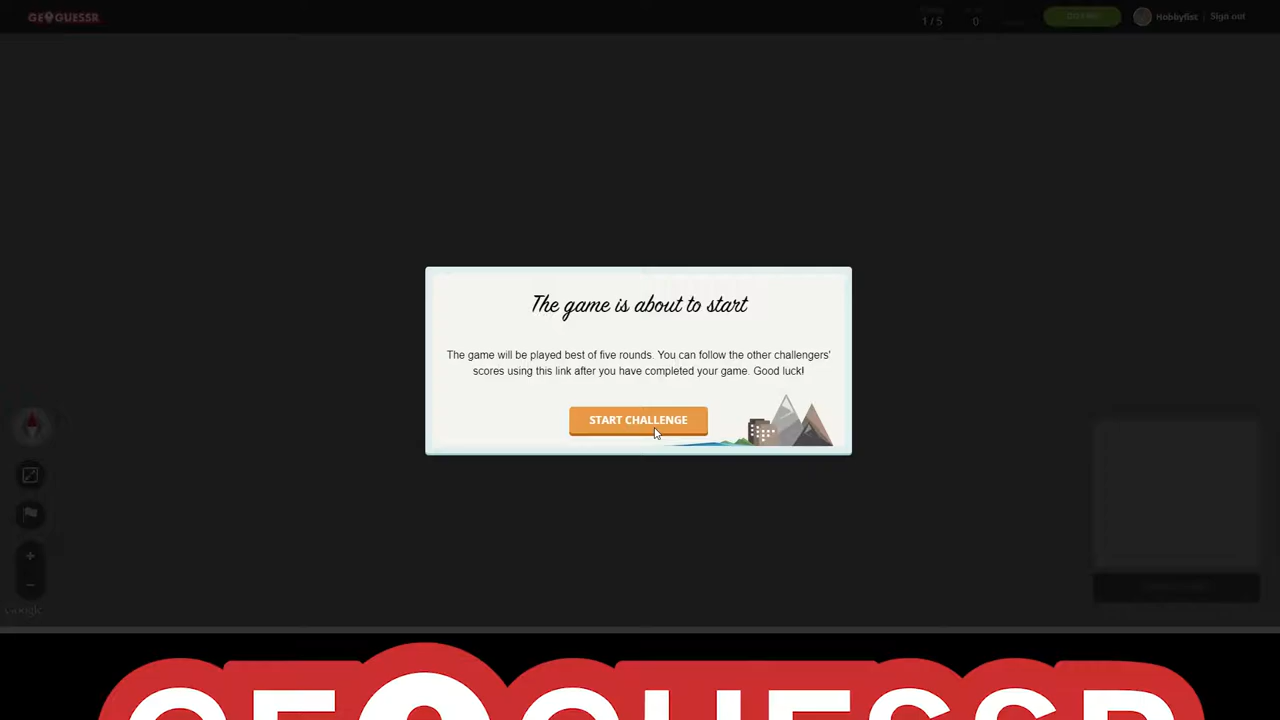 GEOGUESSR
1 / 5
0
Hobbyfist | Sign out
The game is about to start
The game will be played best of five rounds. You can follow the other challengers'
scores using this link after you have completed your game. Good luck!
START CHALLENGE
+
−
Google
GEOGUESSR